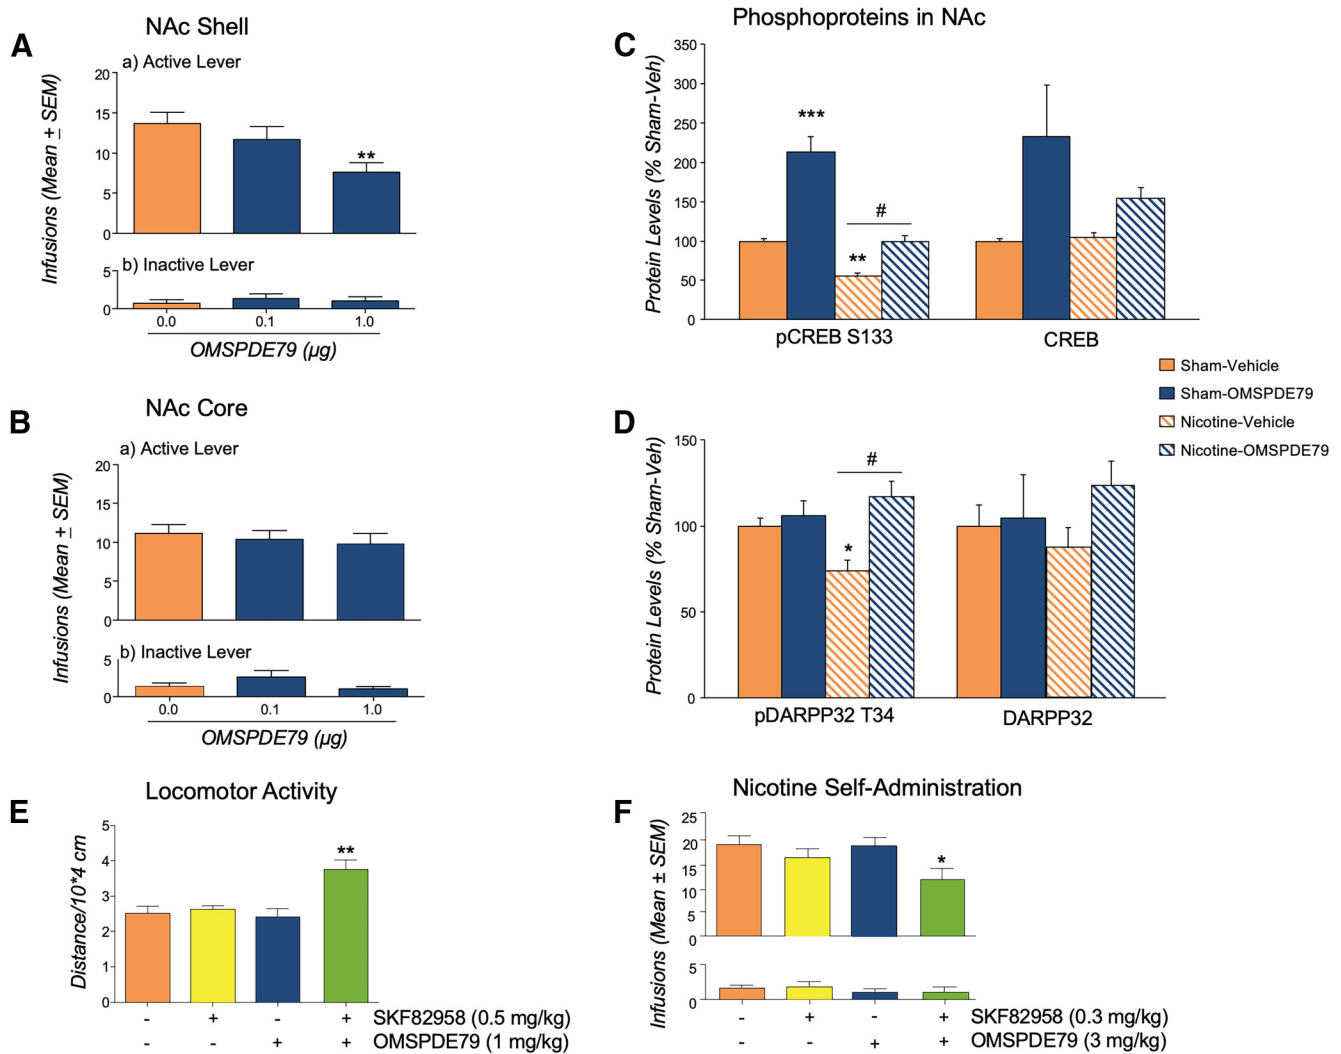 A
NAc Shell
a) Active Lever
Infusions (Mean ± SEM)
20
15
10
5
0
**
b) Inactive Lever
5
0
0.0 0.1 1.0
OMSPDE79 (µg)
B
NAc Core
a) Active Lever
Infusions (Mean ± SEM)
20
15
10
5
0
b) Inactive Lever
5
0
0.0 0.1 1.0
OMSPDE79 (µg)
C
Phosphoproteins in NAc
Protein Levels (% Sham-Veh)
350
300
250
200
150
100
50
0
***
**
#
pCREB S133 CREB
Sham-Vehicle
Sham-OMSPDE79
Nicotine-Vehicle
Nicotine-OMSPDE79
D
Protein Levels (% Sham-Veh)
150
100
50
0
*
#
pDARPP32 T34 DARPP32
E
Locomotor Activity
Distance/10*4 cm
5
4
3
2
1
0
**
- + - + SKF82958 (0.5 mg/kg)
- - + + OMSPDE79 (1 mg/kg)
F
Nicotine Self-Administration
Infusions (Mean ± SEM)
25
20
15
10
5
0
*
5
0
- + - + SKF82958 (0.3 mg/kg)
- - + + OMSPDE79 (3 mg/kg)